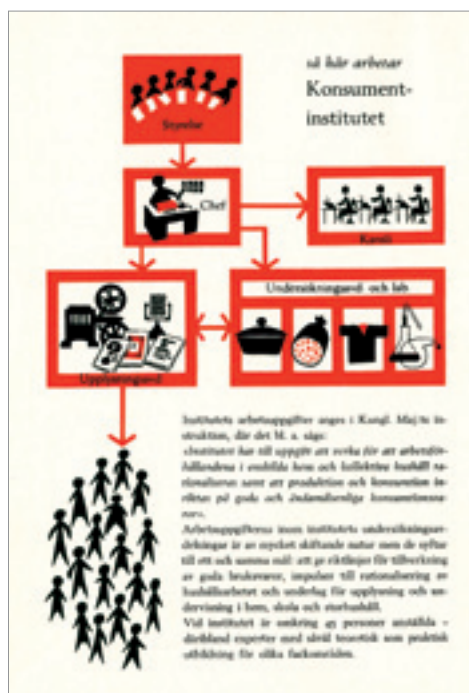 så här arbetar
Konsument-
institutet
Styrelse
Chef
Kansli
Undersökningsavd och lab
Upplysningsavd
Institutets arbetsuppgifter anges i Kungl. Maj:ts in-
struktion, där det bl. a. säges:
»Institutet har till uppgift att verka för att arbetsför-
hållandena i enskilda hem och kollektiva hushåll ra-
tionaliseras samt att produktion och konsumtion in-
riktas på goda och ändamålsenliga konsumtionsva-
ror».
Arbetsuppgifterna inom institutets undersökningsav-
delningar är av mycket skiftande natur men de syftar
till ett och samma mål: att ge riktlinjer för tillverkning
av goda bruksvaror, impulser till rationalisering av
hushållsarbetet och underlag för upplysning och un-
dervisning i hem, skola och storhushåll.
Vid institutet är omkring 45 personer anställda –
däribland experter med såväl teoretisk som praktisk
utbildning för olika fackområden.